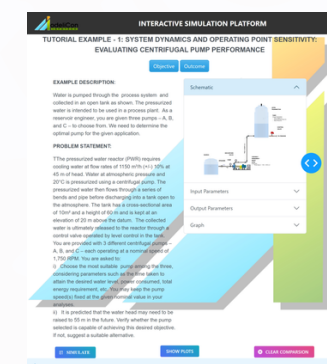 INTERACTIVE SIMULATION PLATFORM
TUTORIAL EXAMPLE - 1: SYSTEM DYNAMICS AND OPERATING POINT SENSITIVITY:
EVALUATING CENTRIFUGAL PUMP PERFORMANCE
Objective Outcome
EXAMPLE DESCRIPTION:
Water is pumped through the process system and
collected in an open tank as shown. The pressurized
water is intended to be used in a process plant. As a
reservoir engineer, you are given three pumps – A, B,
and C – to choose from. We need to determine the
optimal pump for the given application.
PROBLEM STATEMENT:
TThe pressurized water reactor (PWR) requires
cooling water at flow rates of 1150 m³/h (+/-) 10% at
45 m of head. Water at atmospheric pressure and
20°C is pressurized using a centrifugal pump. The
pressurized water then flows through a series of
bends and pipe before discharging into a tank open to
the atmosphere. The tank has a cross-sectional area
of 10m² and a height of 40 m and is kept at an
elevation of 20 m above the datum. The collected
water is ultimately released to the reactor through a
control valve operated by level control in the tank.
You are provided with 3 different centrifugal pumps –
A, B, and C – each operating at a nominal speed of
1,750 RPM. You are asked to:
i) Choose the most suitable pump among the three,
considering parameters such as the time taken to
attain the desired water level, power consumed, total
energy requirement, etc. You may keep the pump
speed(s) fixed at the given nominal value in your
analyses.
ii) It is predicted that the water head may need to be
raised to 55 m in the future. Verify whether the pump
selected is capable of achieving this desired objective.
If not, suggest a suitable alternative.
Schematic
Input Parameters
Output Parameters
Graph
SIMULATE
SHOW PLOTS
CLEAR COMPARISON